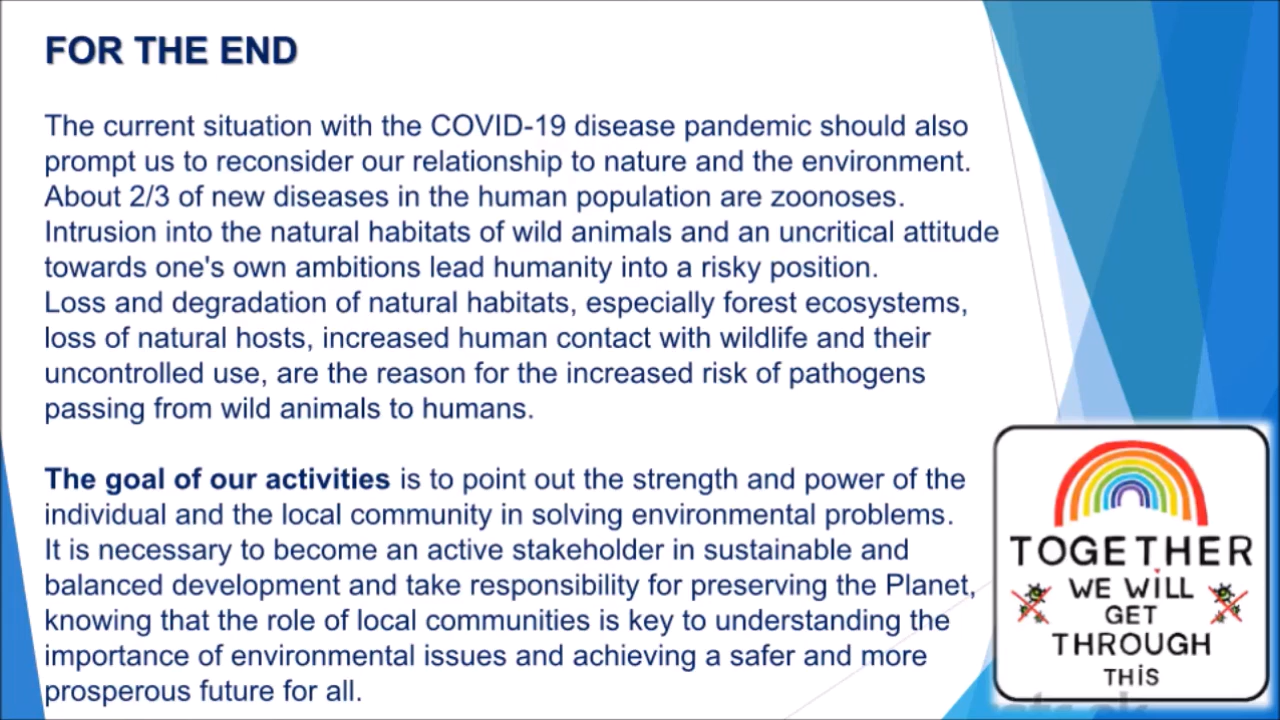 FOR THE END
The current situation with the COVID-19 disease pandemic should also
prompt us to reconsider our relationship to nature and the environment.
About 2/3 of new diseases in the human population are zoonoses.
Intrusion into the natural habitats of wild animals and an uncritical attitude
towards one's own ambitions lead humanity into a risky position.
Loss and degradation of natural habitats, especially forest ecosystems,
loss of natural hosts, increased human contact with wildlife and their
uncontrolled use, are the reason for the increased risk of pathogens
passing from wild animals to humans.
The goal of our activities is to point out the strength and power of the
individual and the local community in solving environmental problems.
It is necessary to become an active stakeholder in sustainable and
balanced development and take responsibility for preserving the Planet,
knowing that the role of local communities is key to understanding the
importance of environmental issues and achieving a safer and more
prosperous future for all.
TOGETHER
WE WiLL
GET
THROUGH
THiS